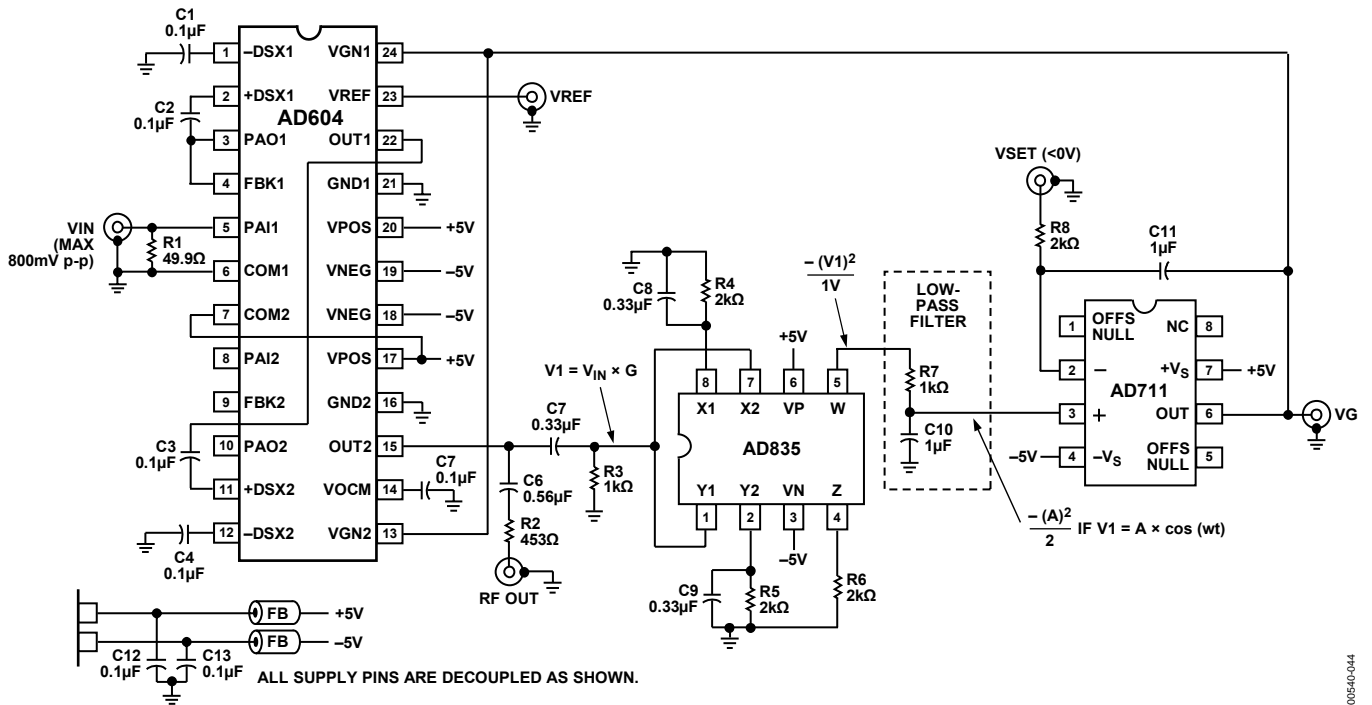 C1
0.1µF
1
–DSX1
VGN1
24
2
+DSX1
VREF
23
VREF
AD604
C2
0.1µF
3
PAO1
OUT1
22
4
FBK1
GND1
21
VIN
(MAX
800mV p-p)
R1
49.9Ω
5
PAI1
VPOS
20
+5V
6
COM1
VNEG
19
–5V
7
COM2
VNEG
18
–5V
8
PAI2
VPOS
17
+5V
9
FBK2
GND2
16
C3
0.1µF
10
PAO2
OUT2
15
11
+DSX2
VOCM
14
C7
0.1µF
12
–DSX2
VGN2
13
C4
0.1µF
C6
0.56µF
R2
453Ω
RF OUT
C7
0.33µF
R3
1kΩ
V1 = VIN × G
C8
0.33µF
R4
2kΩ
+5V
8
7
6
5
X1
X2
VP
W
AD835
Y1
Y2
VN
Z
1
2
3
4
–5V
C9
0.33µF
R5
2kΩ
R6
2kΩ
– (V1)2
1V
LOW-
PASS
FILTER
R7
1kΩ
C10
1µF
– (A)2
2
IF V1 = A × cos (wt)
VSET (<0V)
R8
2kΩ
C11
1µF
1
OFFS
NULL
NC
8
2
–
+VS
7
+5V
AD711
3
+
OUT
6
VG
–5V
4
–VS
OFFS
NULL
5
FB
+5V
FB
–5V
C12
0.1µF
C13
0.1µF
ALL SUPPLY PINS ARE DECOUPLED AS SHOWN.
00540-044